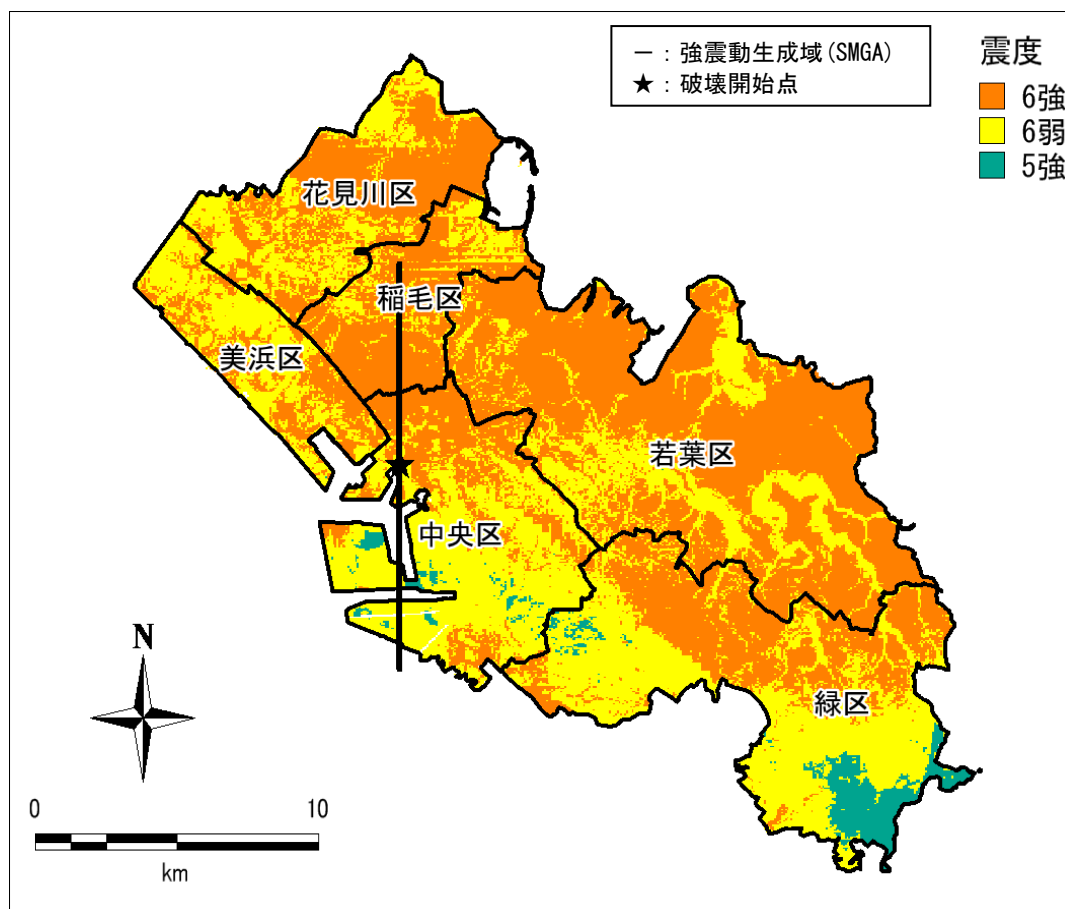 ― : 強震動生成域(SMGA)
★ : 破壊開始点
震度
6強
6弱
5強
花見川区
稲毛区
美浜区
若葉区
中央区
緑区
N
0 10
km